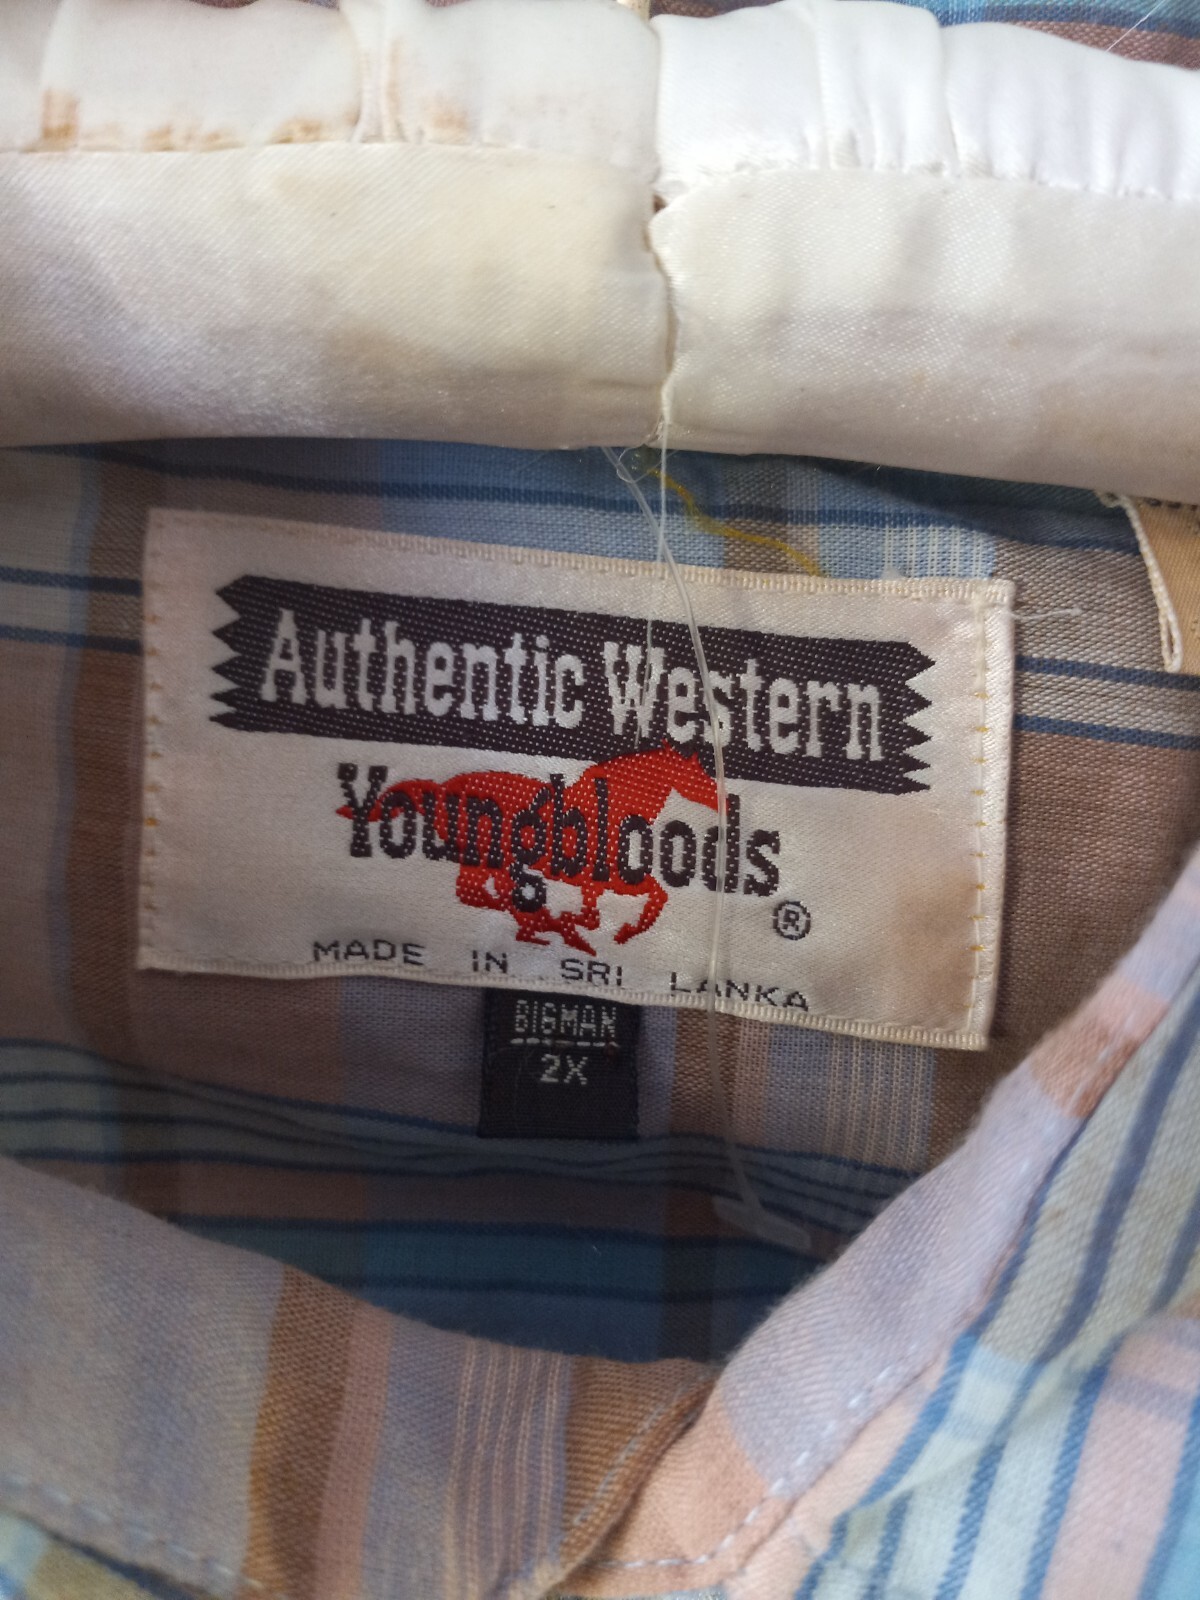 Authentic Western
Youngbloods
®
MADE IN SRI LANKA
BIGMAN
2X